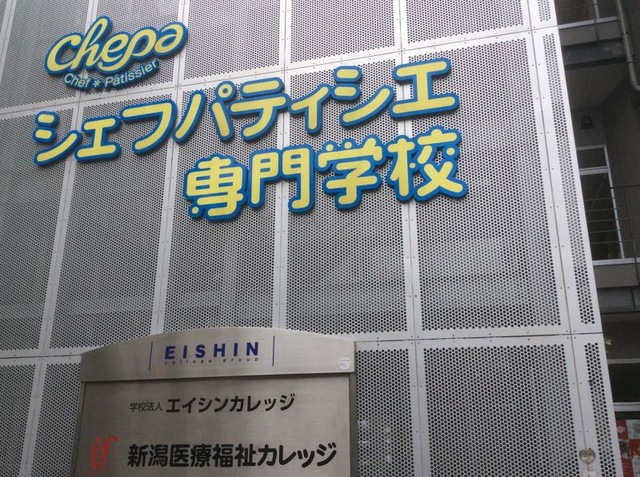 Chepa
Chef * Pâtissier
シェフパティシエ
専門学校
EISHIN
college group
学校法人 エイシンカレッジ
新潟医療福祉カレッジ